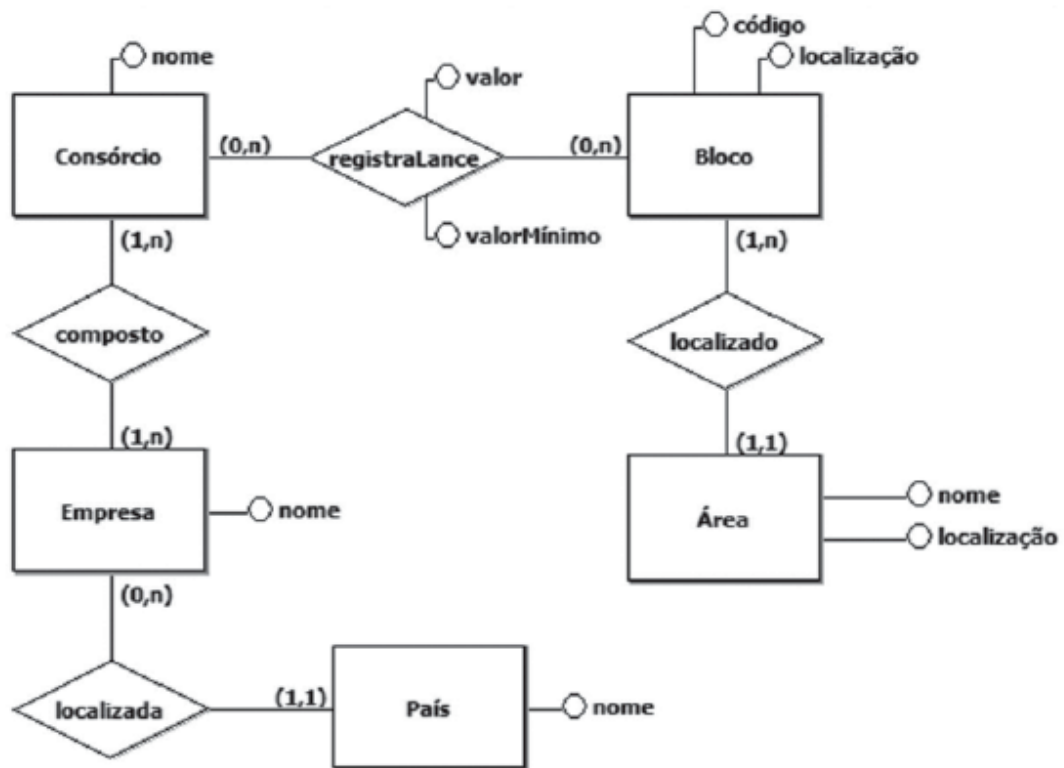 código
nome
localização
valor
Consórcio
(0,n)
registraLance
(0,n)
Bloco
valorMínimo
(1,n)
(1,n)
composto
localizado
(1,n)
(1,1)
Empresa
nome
Área
nome
localização
(0,n)
localizada
(1,1)
País
nome